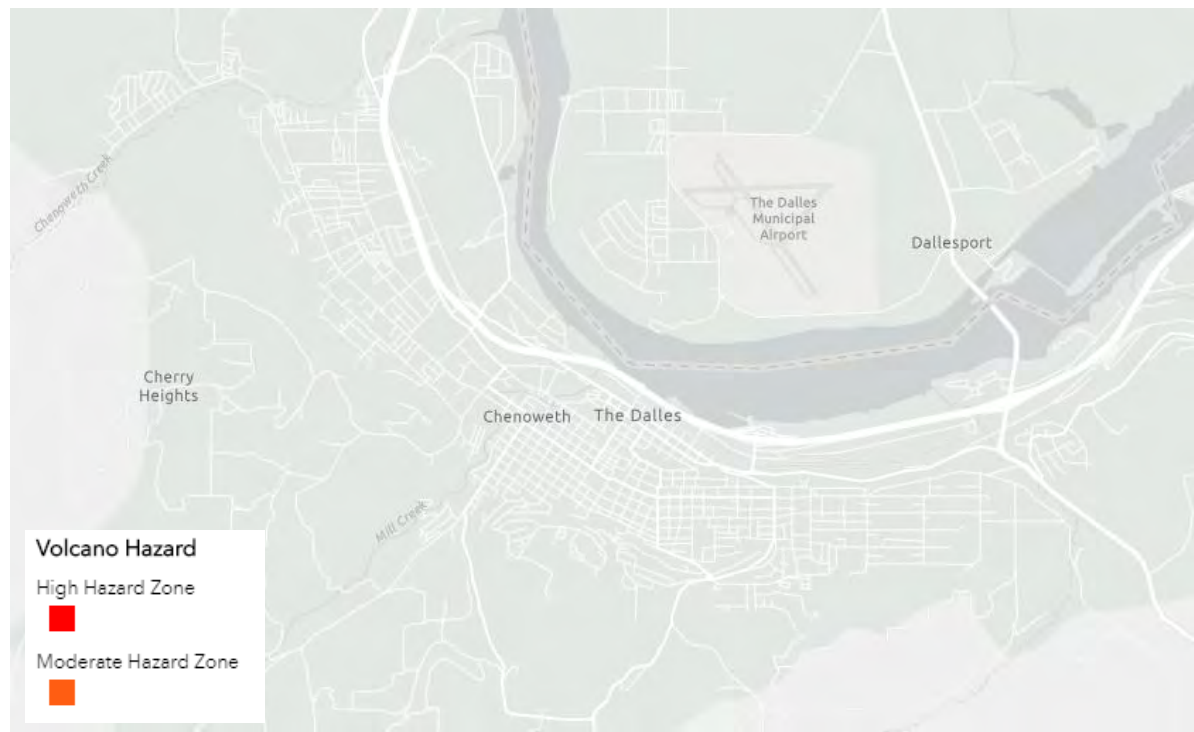 Chenoweth Creek
The Dalles
Municipal
Airport
Dallesport
Cherry
Heights
Chenoweth
The Dalles
Mill Creek
Volcano Hazard
High Hazard Zone
Moderate Hazard Zone